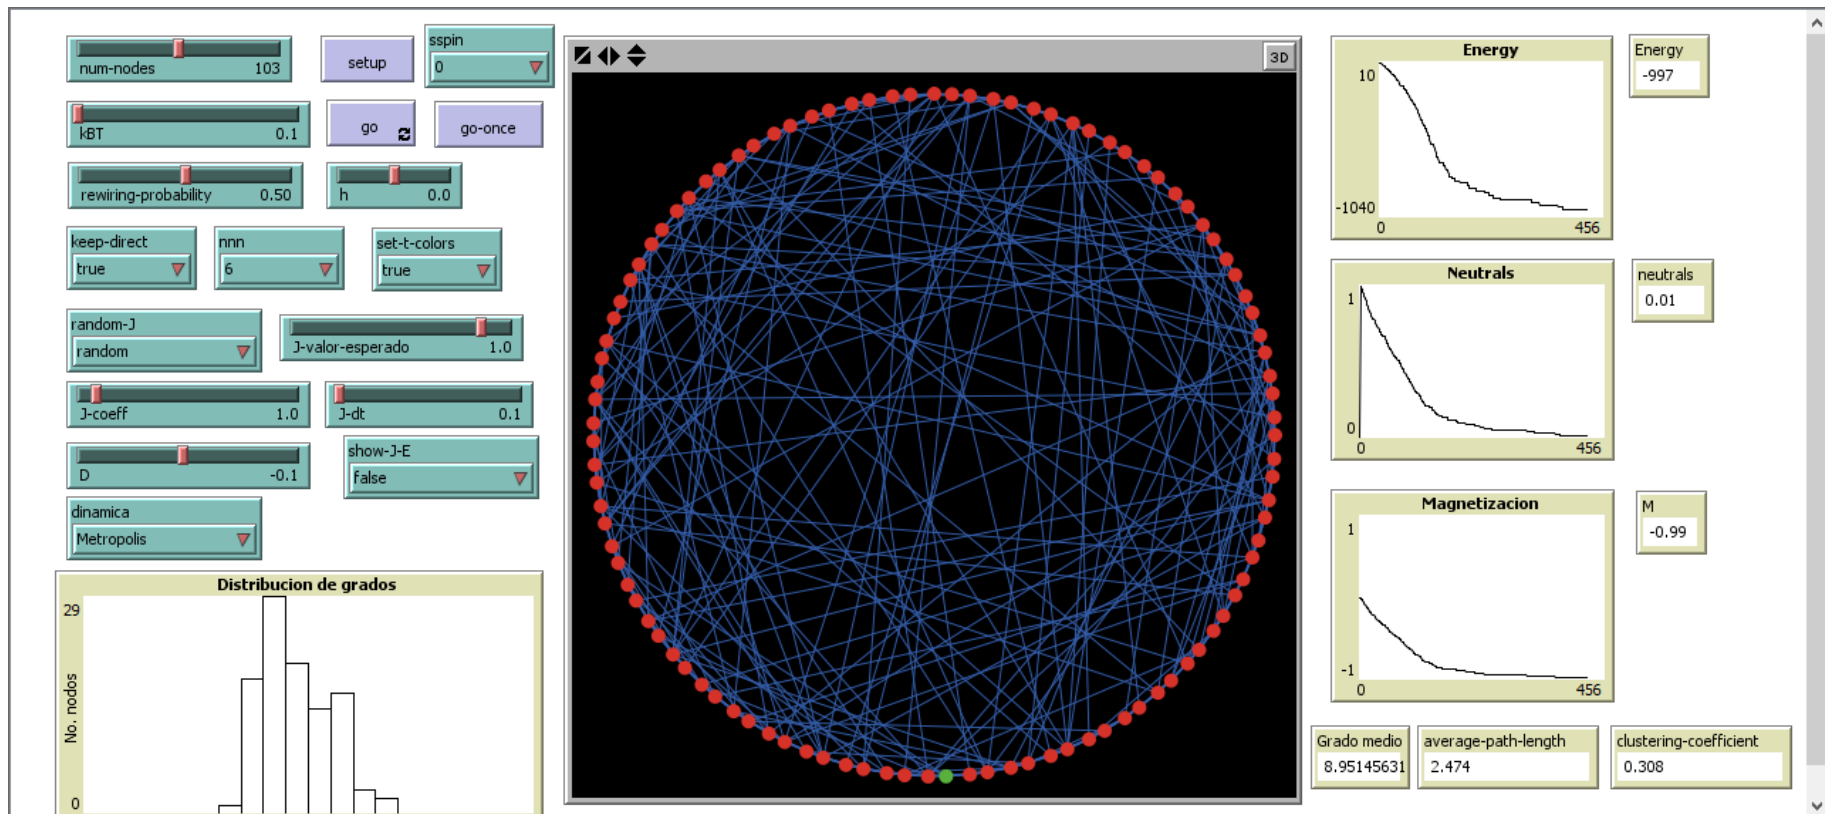 num-nodes 103
setup
sspin
0
kBT 0.1
go
go-once
rewiring-probability 0.50
h 0.0
keep-direct
true
nnn
6
set-t-colors
true
random-J
random
J-valor-esperado 1.0
J-coeff 1.0
J-dt 0.1
D -0.1
show-J-E
false
dinamica
Metropolis
Distribucion de grados
29
No. nodos
0
3D
Energy
10
-1040
0 456
Energy
-997
Neutrals
1
0
0 456
neutrals
0.01
Magnetizacion
1
-1
0 456
M
-0.99
Grado medio
8.95145631
average-path-length
2.474
clustering-coefficient
0.308